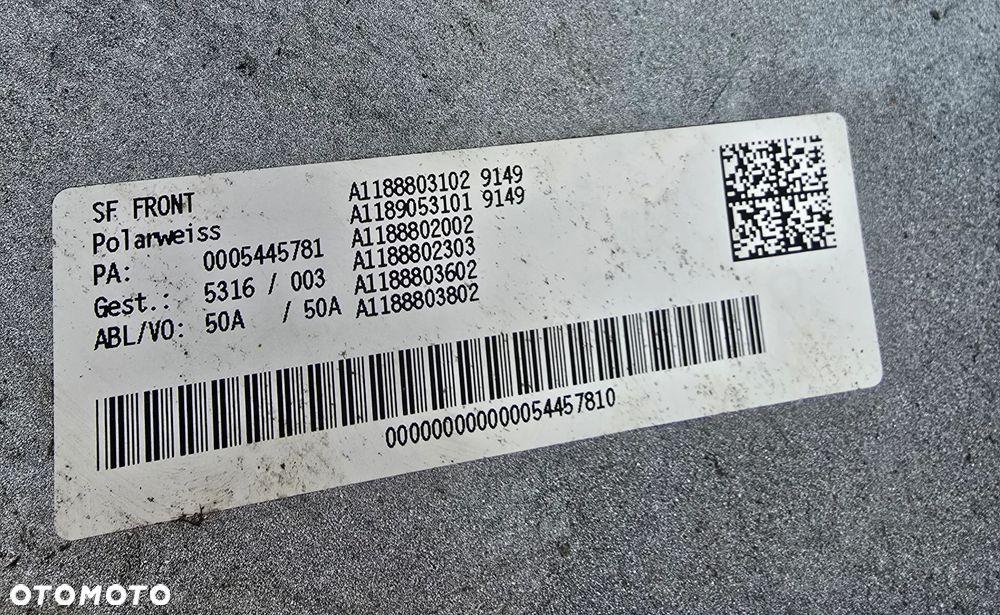 SF FRONT
Polarweiss
PA: 0005445781
Gest.: 5316 / 003
ABL/VO: 50A / 50A
A1188803102 9149
A1189053101 9149
A1188802002
A1188802303
A1188803602
A1188803802
000000000000054457810
OTOMOTO